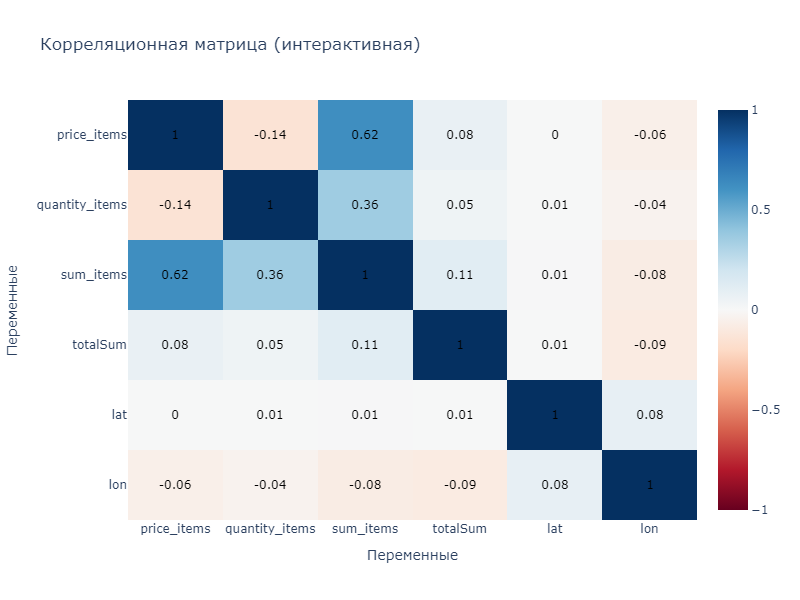 Корреляционная матрица (интерактивная)
Переменные
price_items 1 -0.14 0.62 0.08 0 -0.06
quantity_items -0.14 1 0.36 0.05 0.01 -0.04
sum_items 0.62 0.36 1 0.11 0.01 -0.08
totalSum 0.08 0.05 0.11 1 0.01 -0.09
lat 0 0.01 0.01 0.01 1 0.08
lon -0.06 -0.04 -0.08 -0.09 0.08 1
price_items quantity_items sum_items totalSum lat lon
Переменные
1
0.5
0
−0.5
−1